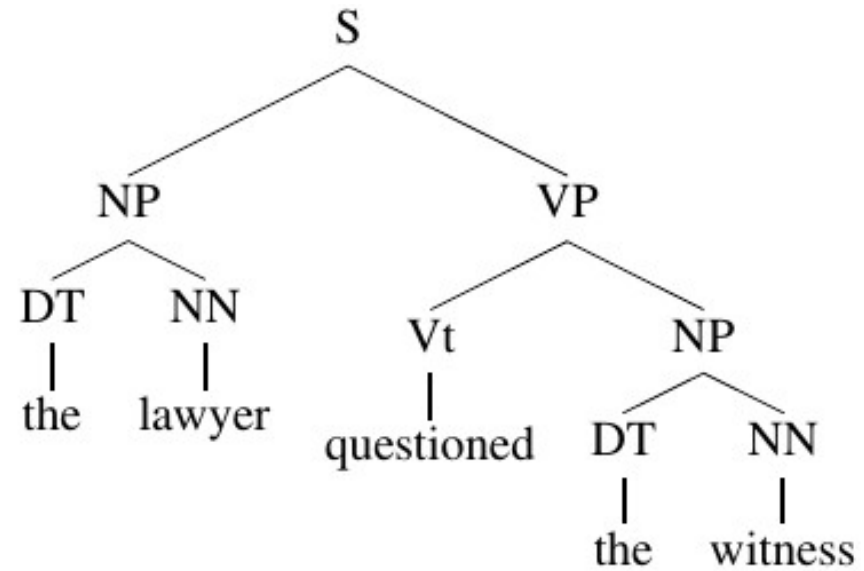 S
NP VP
DT NN Vt NP
the lawyer questioned DT NN
the witness